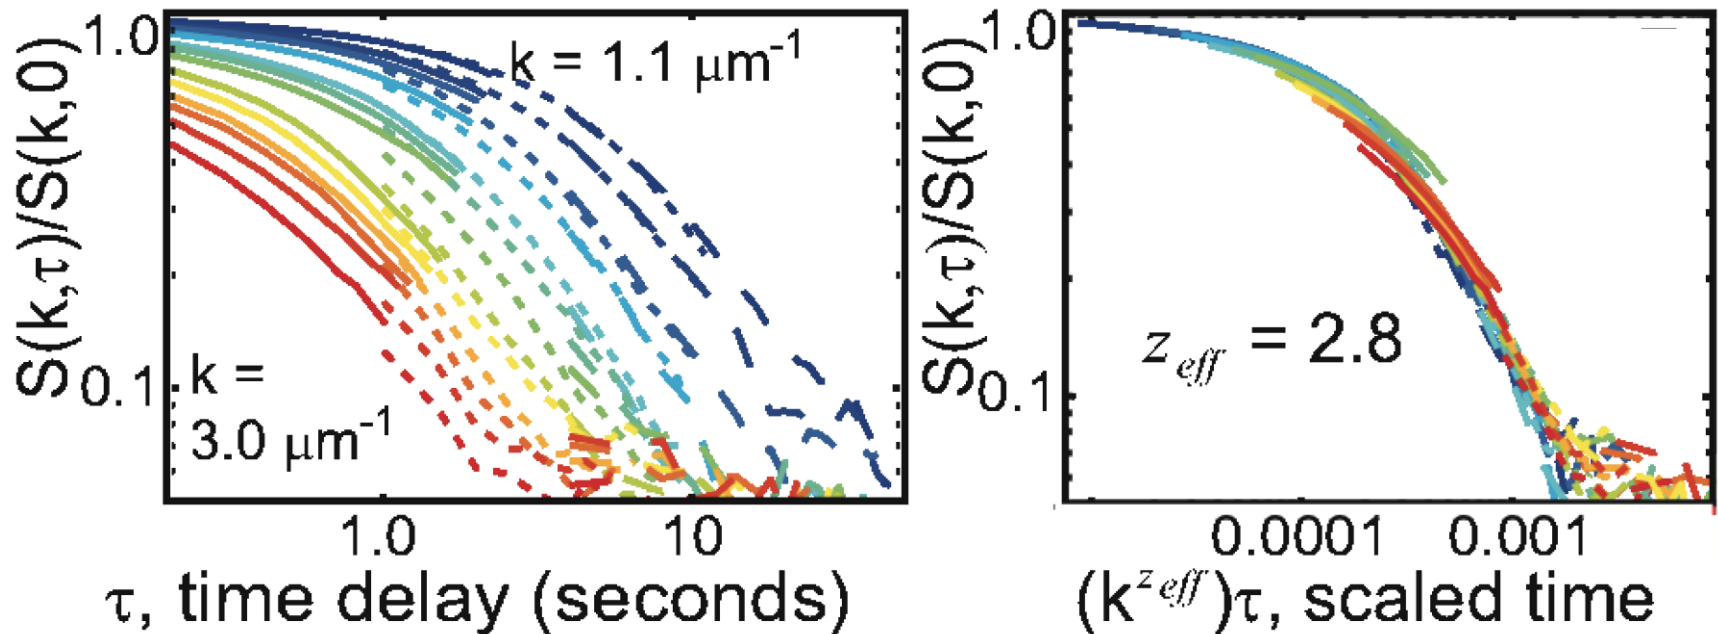 S(k,τ)/S(k,0)
1.0
0.1
k = 1.1 μm⁻¹
k =
3.0 μm⁻¹
1.0 10
τ, time delay (seconds)
S(k,τ)/S(k,0)
1.0
0.1
z_eff = 2.8
0.0001 0.001
(k^z_eff)τ, scaled time